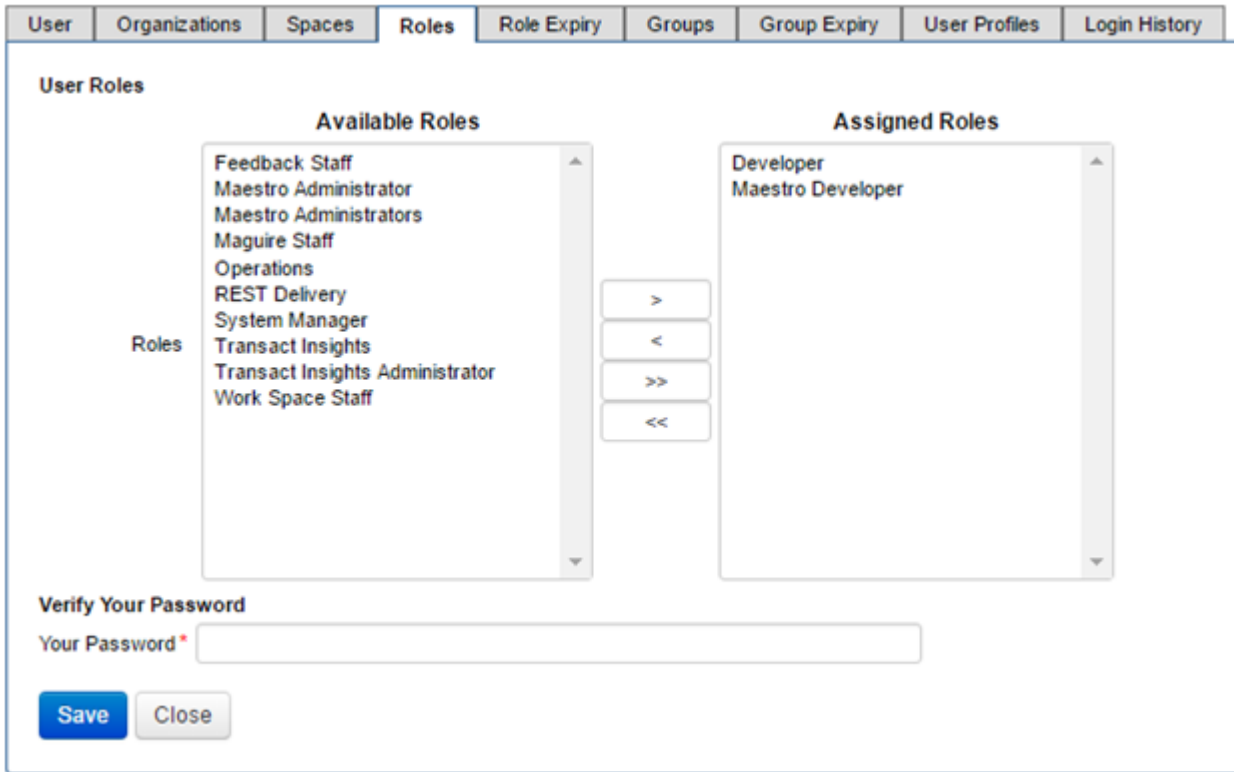 User Organizations Spaces Roles Role Expiry Groups Group Expiry User Profiles Login History
User Roles
Available Roles
Assigned Roles
Roles
Feedback Staff
Maestro Administrator
Maestro Administrators
Maguire Staff
Operations
REST Delivery
System Manager
Transact Insights
Transact Insights Administrator
Work Space Staff
>
<
>>
<<
Developer
Maestro Developer
Verify Your Password
Your Password *
Save Close